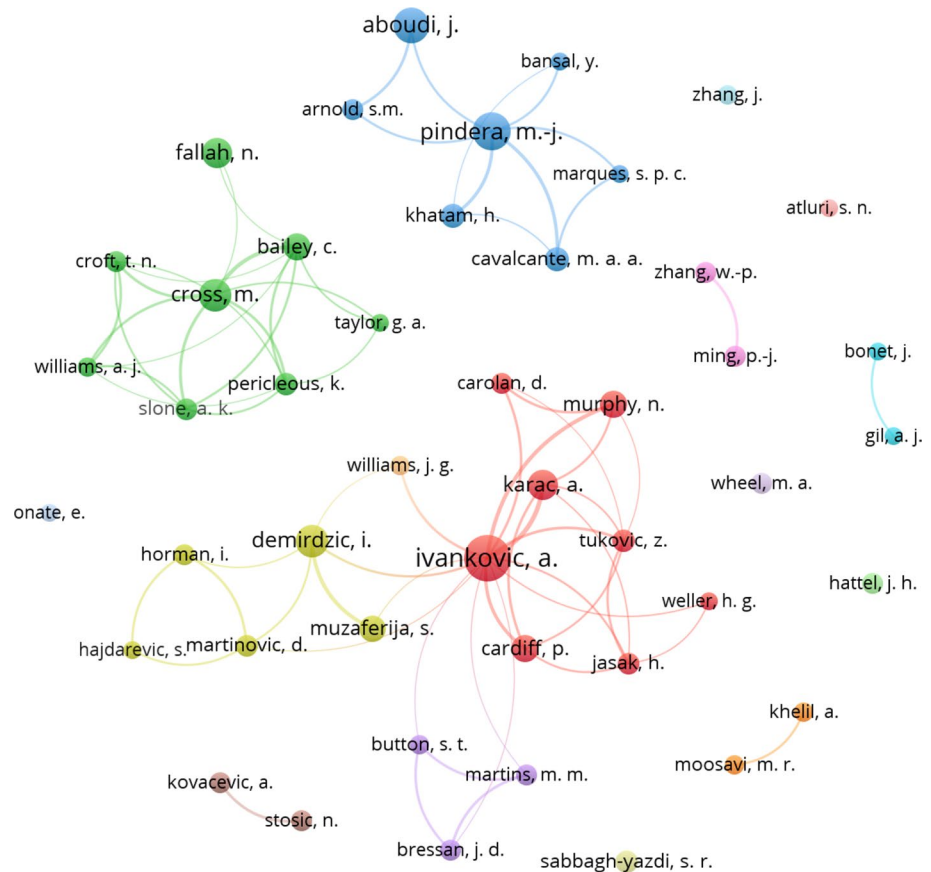 aboudi, j.
bansal, y.
zhang, j.
arnold, s.m.
pindera, m.-j.
fallah, n.
marques, s. p. c.
atluri, s. n.
khatam, h.
bailey, c.
croft, t. n.
cavalcante, m. a. a.
zhang, w.-p.
cross, m.
taylor, g. a.
bonet, j.
ming, p.-j.
williams, a. j.
pericleous, k.
carolan, d.
murphy, n.
slone, a. k.
gil, a. j.
williams, j. g.
karac, a.
wheel, m. a.
onate, e.
demirdzic, i.
tukovic, z.
horman, i.
ivankovic, a.
hattel, j. h.
weller, h. g.
muzaferija, s.
hajdarevic, s.
martinovic, d.
cardiff, p.
jasak, h.
khelil, a.
button, s. t.
moosavi, m. r.
martins, m. m.
kovacevic, a.
stosic, n.
bressan, j. d.
sabbagh-yazdi, s. r.